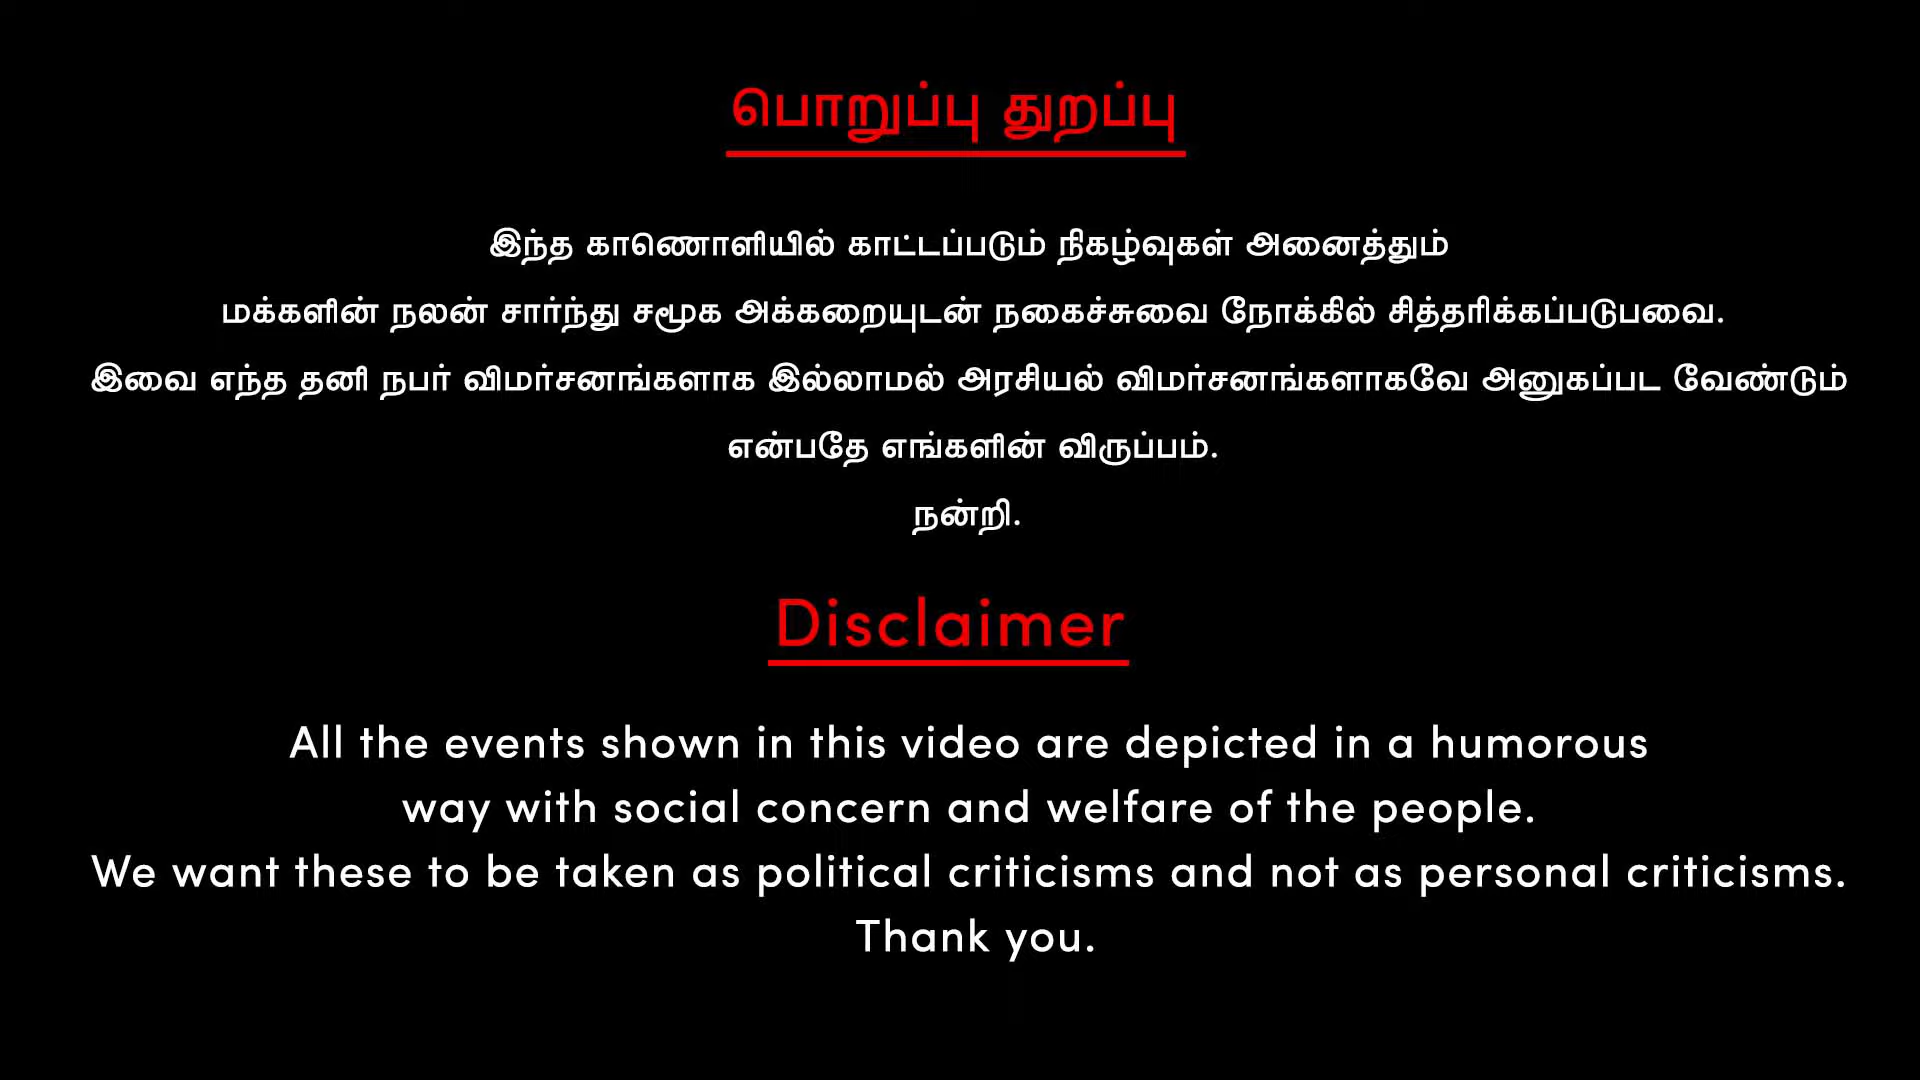 பொறுப்பு துறப்பு
இந்த காணொளியில் காட்டப்படும் நிகழ்வுகள் அனைத்தும்
மக்களின் நலன் சார்ந்து சமூக அக்கறையுடன் நகைச்சுவை நோக்கில் சித்தரிக்கப்படுபவை.
இவை எந்த தனி நபர் விமர்சனங்களாக இல்லாமல் அரசியல் விமர்சனங்களாகவே அனுகப்பட வேண்டும்
என்பதே எங்களின் விருப்பம்.
நன்றி.
Disclaimer
All the events shown in this video are depicted in a humorous
way with social concern and welfare of the people.
We want these to be taken as political criticisms and not as personal criticisms.
Thank you.